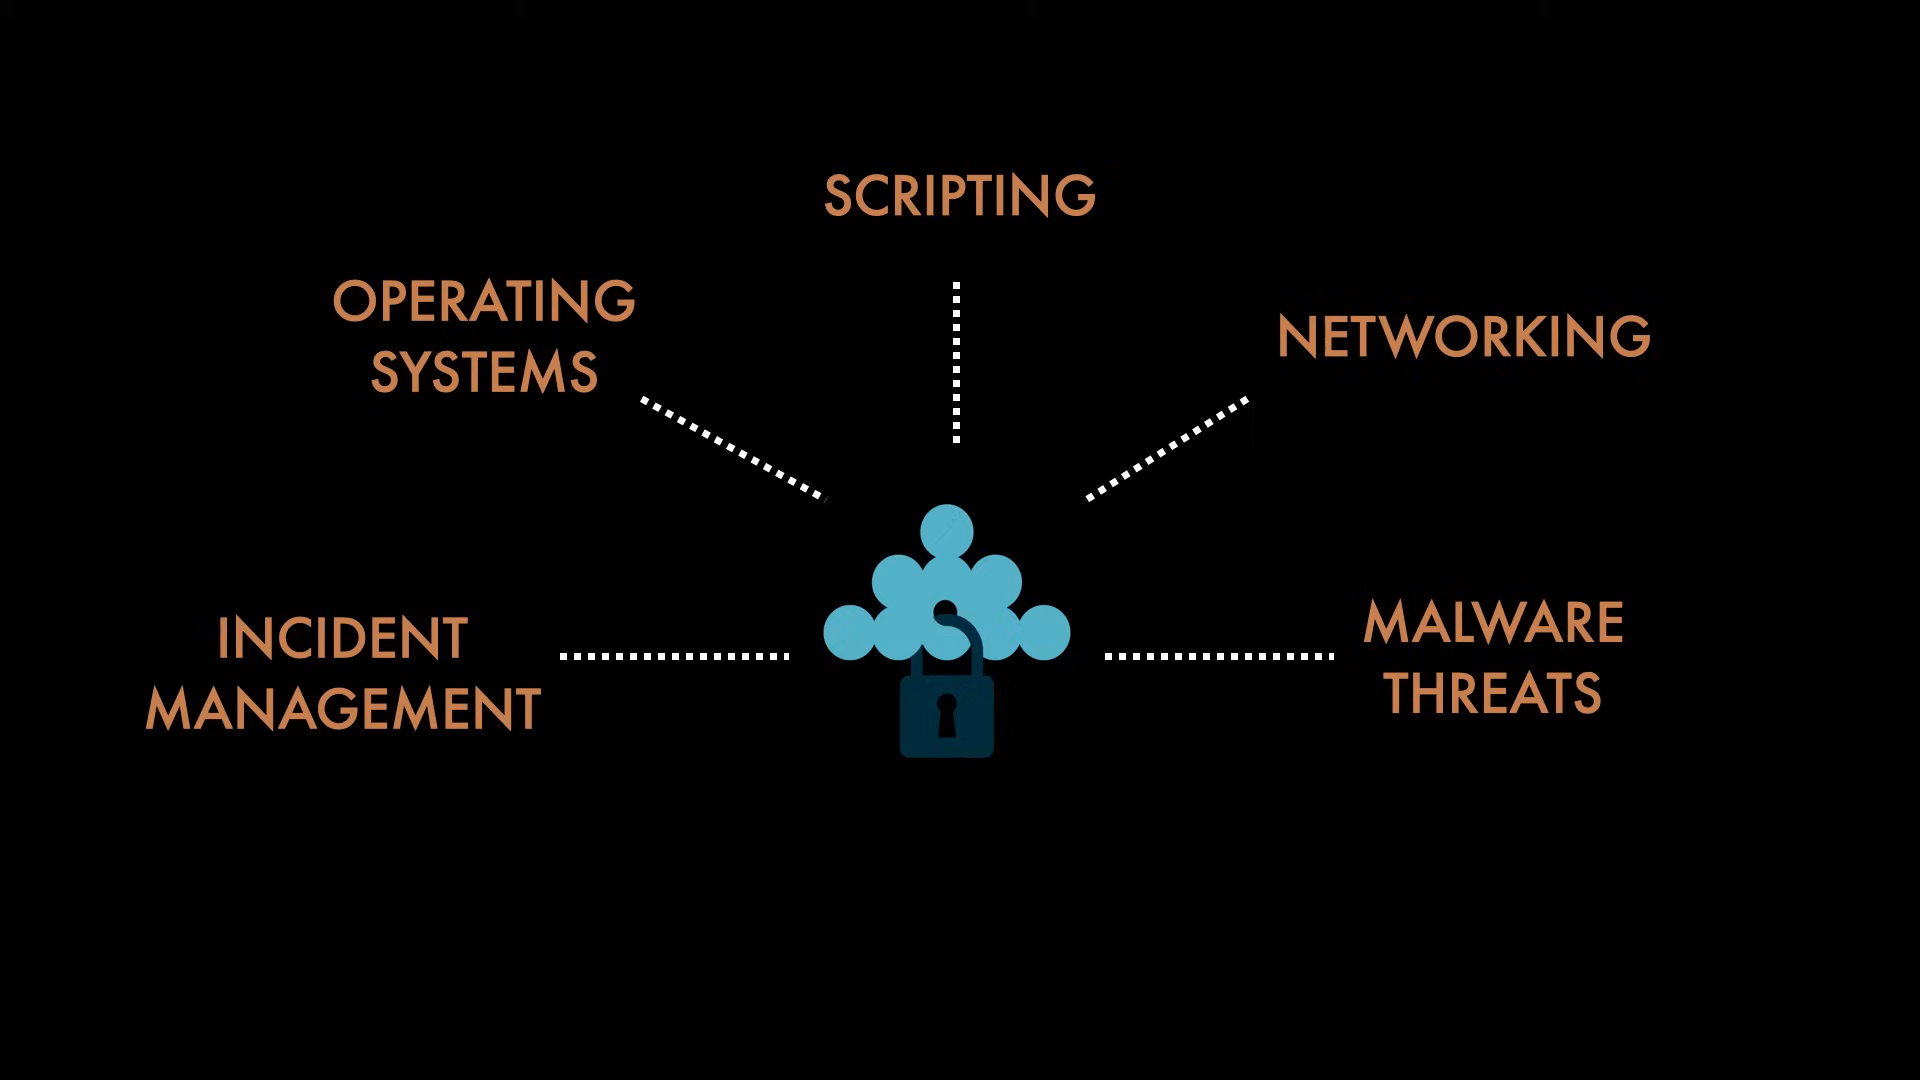 SCRIPTING
OPERATING
SYSTEMS
NETWORKING
INCIDENT
MANAGEMENT
MALWARE
THREATS